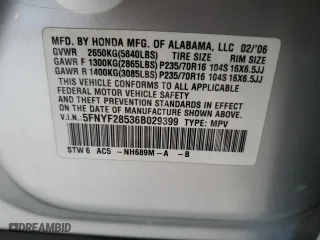 MFD. BY HONDA MFG. OF ALABAMA, LLC 02/'06
GVWR 2650KG(5840LBS) TIRE SIZE RIM SIZE
GAWR F 1300KG(2865LBS)P235/70R16 104S 16X6.5JJ
GAWR R 1400KG(3085LBS)P235/70R16 104S 16X6.5JJ
THIS VEHICLE CONFORMS TO ALL APPLICABLE
FEDERAL MOTOR VEHICLE SAFETY AND THEFT
PREVENTION STANDARDS IN EFFECT ON THE DATE
OF MANUFACTURE SHOWN ABOVE.
V.I.N.: 5FNYF28536B029399 TYPE: MPV
STW 6 AC5 -NH689M-A -B